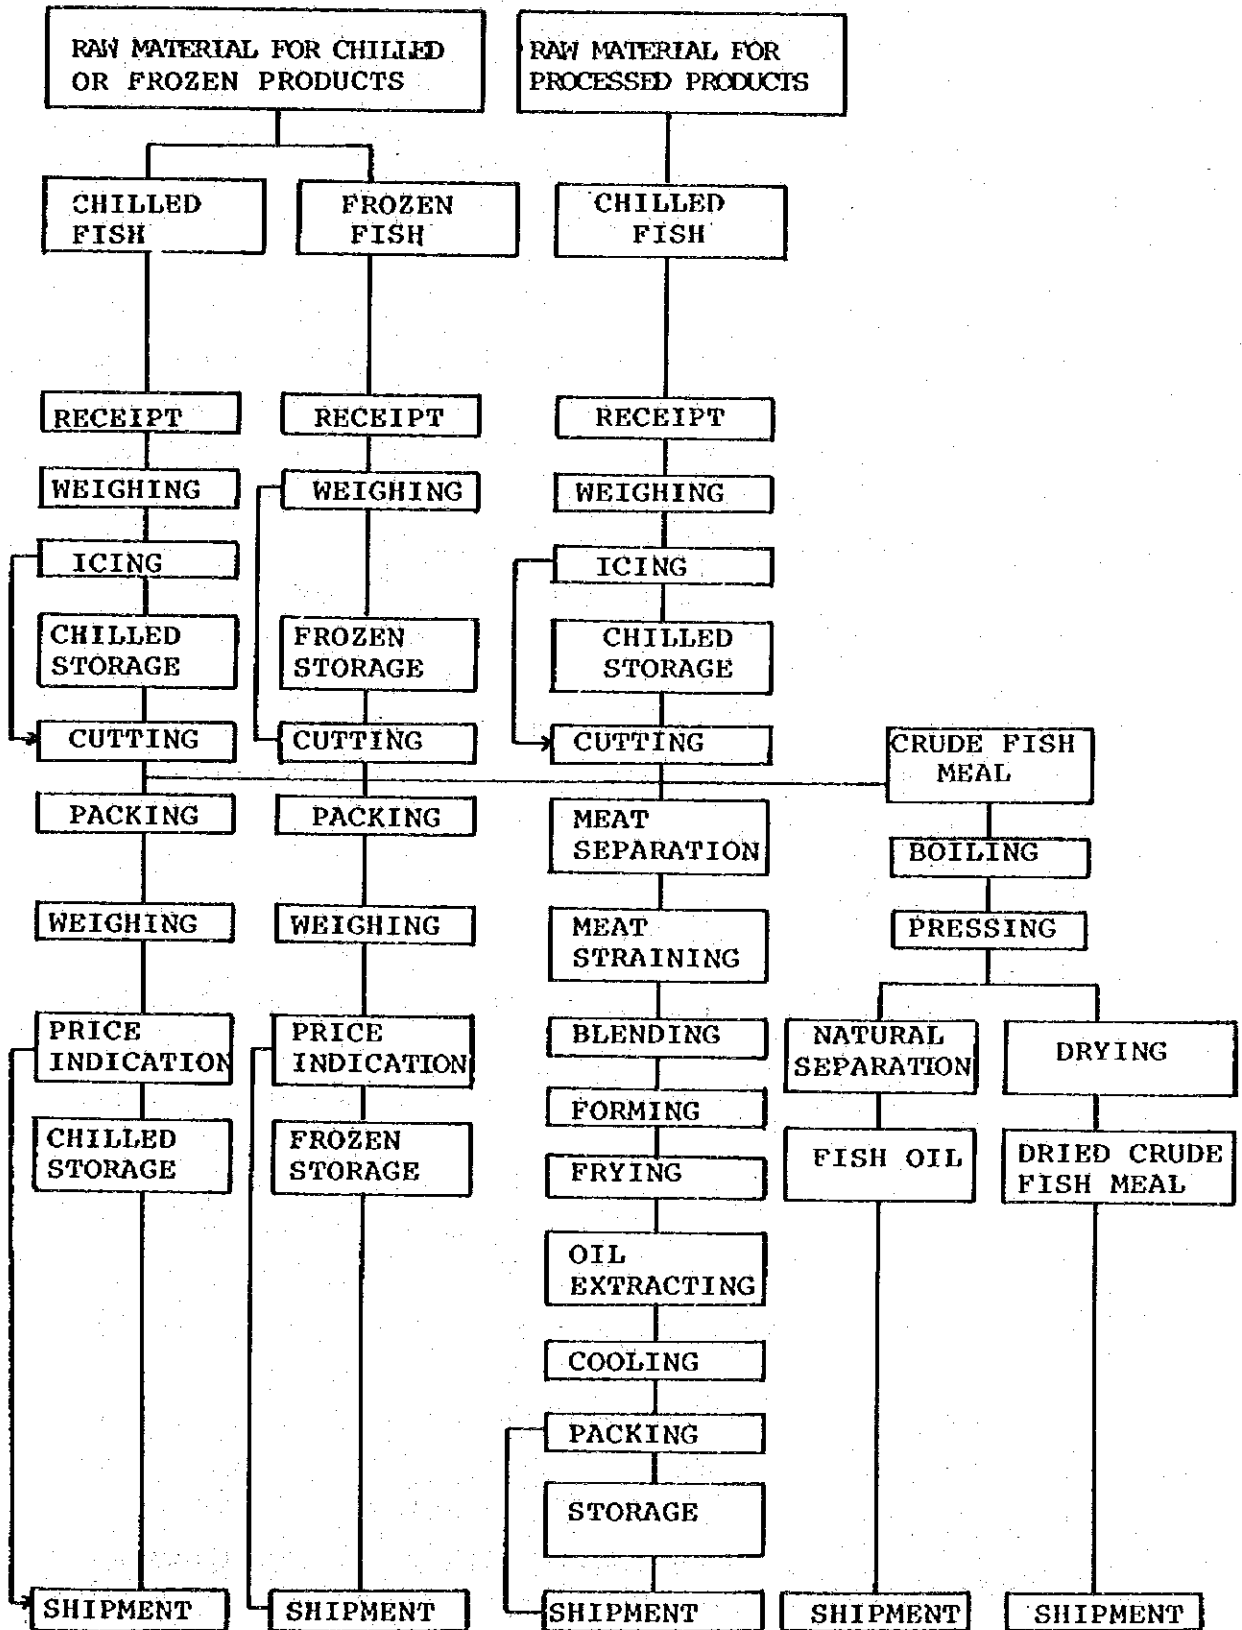 RAW MATERIAL FOR CHILLED
OR FROZEN PRODUCTS
RAW MATERIAL FOR
PROCESSED PRODUCTS
CHILLED
FISH
FROZEN
FISH
CHILLED
FISH
RECEIPT
RECEIPT
RECEIPT
WEIGHING
WEIGHING
WEIGHING
ICING
ICING
CHILLED
STORAGE
FROZEN
STORAGE
CHILLED
STORAGE
CUTTING
CUTTING
CUTTING
CRUDE FISH
MEAL
PACKING
PACKING
MEAT
SEPARATION
BOILING
WEIGHING
WEIGHING
MEAT
STRAINING
PRESSING
PRICE
INDICATION
PRICE
INDICATION
BLENDING
NATURAL
SEPARATION
DRYING
FORMING
CHILLED
STORAGE
FROZEN
STORAGE
FRYING
FISH OIL
DRIED CRUDE
FISH MEAL
OIL
EXTRACTING
COOLING
PACKING
STORAGE
SHIPMENT
SHIPMENT
SHIPMENT
SHIPMENT
SHIPMENT